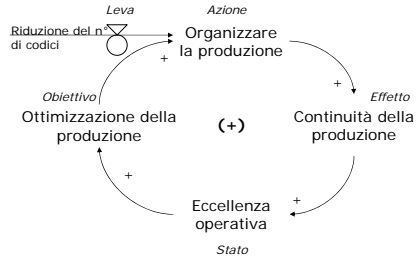 Leva
Azione
Riduzione del n°
di codici
Organizzare
la produzione
+
+
Obiettivo
Effetto
Ottimizzazione della
produzione
(+)
Continuità della
produzione
+
+
Eccellenza
operativa
Stato